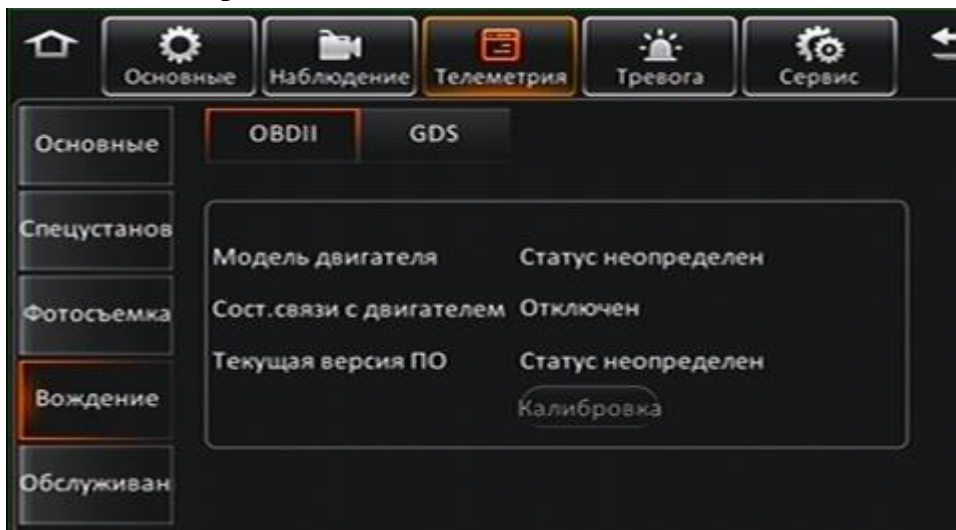 Основные Наблюдение Телеметрия Тревога Сервис
Основные
OBDII GDS
Спецустанов
Модель двигателя Статус неопределен
Фотосъемка
Сост.связи с двигателем Отключен
Текущая версия ПО Статус неопределен
Вождение
Калибровка
Обслуживан